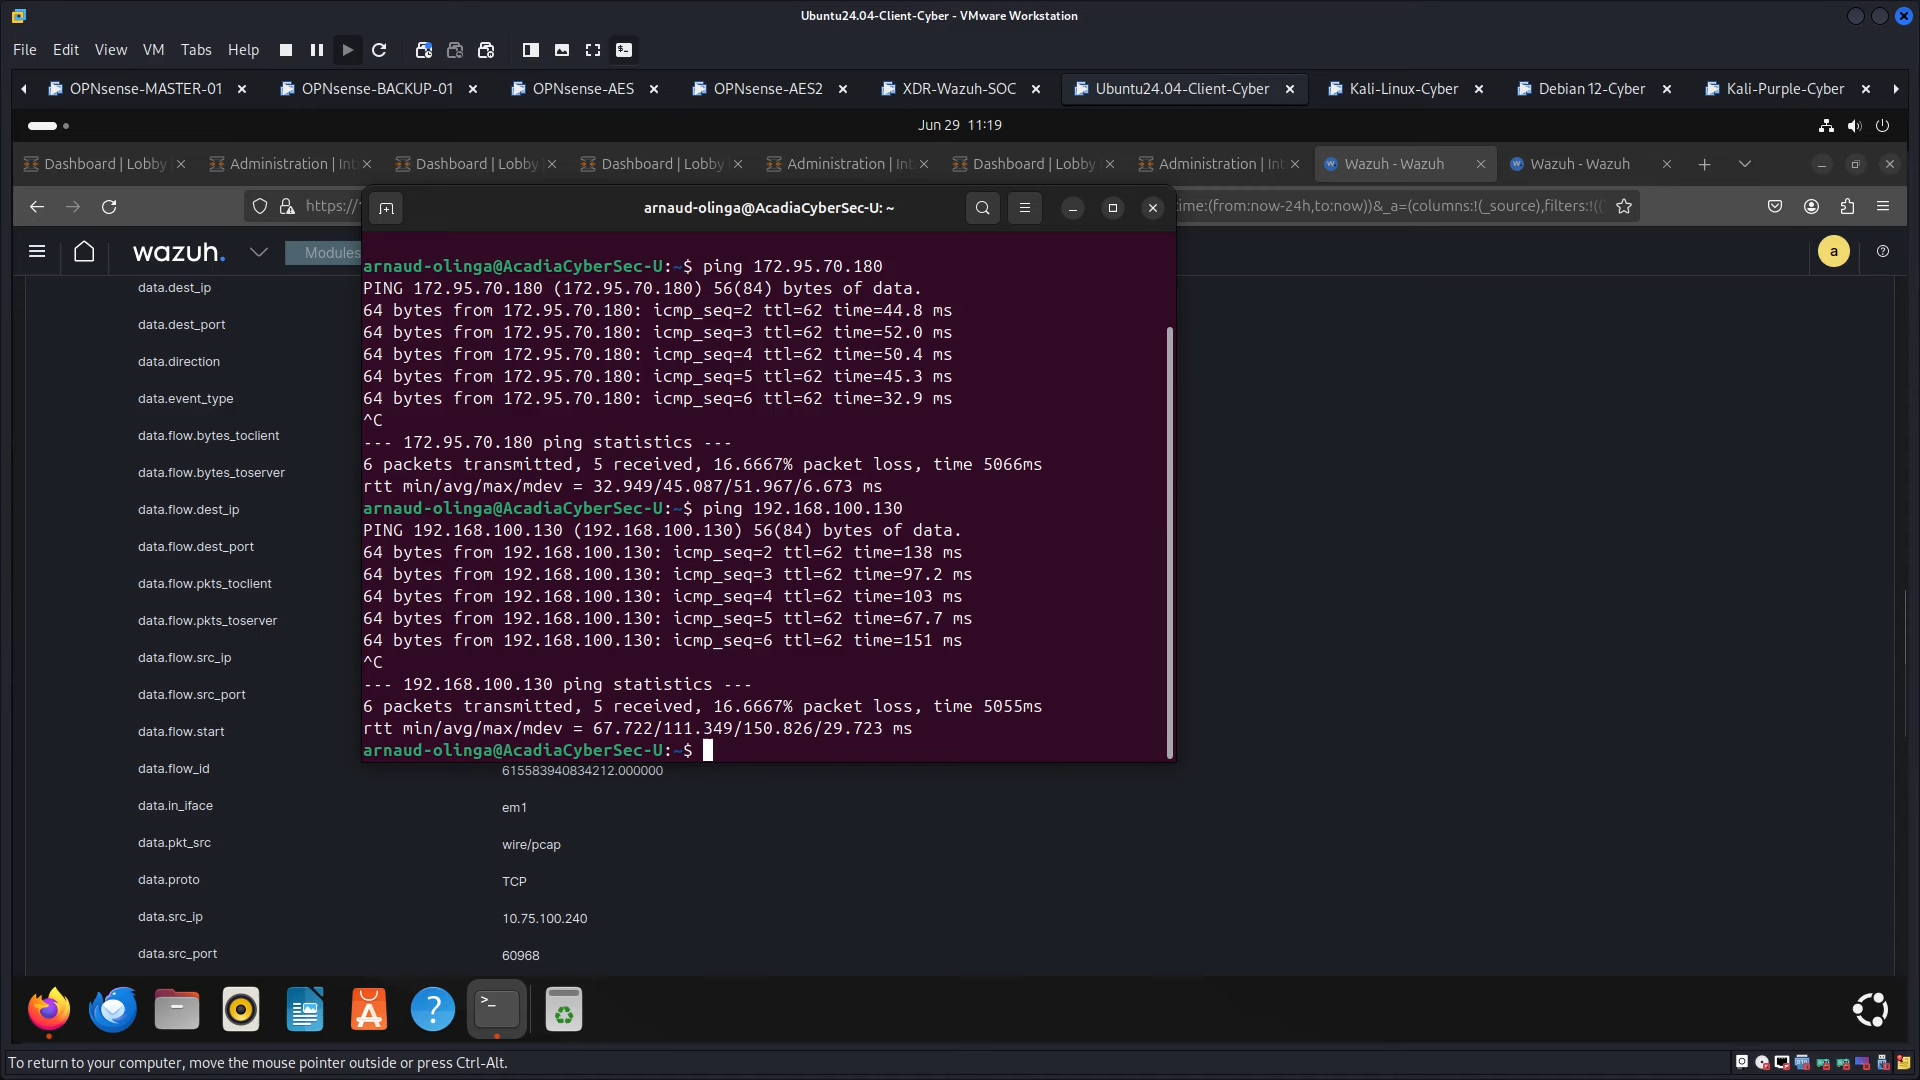 Ubuntu24.04-Client-Cyber - VMware Workstation
File Edit View VM Tabs Help
OPNsense-MASTER-01 OPNsense-BACKUP-01 OPNsense-AES OPNsense-AES2 XDR-Wazuh-SOC Ubuntu24.04-Client-Cyber Kali-Linux-Cyber Debian 12-Cyber Kali-Purple-Cyber
Jun 29 11:19
Dashboard | Lobby Administration | Int Dashboard | Lobby Dashboard | Lobby Administration | Int Dashboard | Lobby Administration | Int Wazuh - Wazuh Wazuh - Wazuh
https:// time:(from:now-24h,to:now))&_a=(columns:!(_source),filters:!((
arnaud-olinga@AcadiaCyberSec-U: ~
wazuh. Modules a
arnaud-olinga@AcadiaCyberSec-U:~$ ping 172.95.70.180
PING 172.95.70.180 (172.95.70.180) 56(84) bytes of data.
64 bytes from 172.95.70.180: icmp_seq=2 ttl=62 time=44.8 ms
64 bytes from 172.95.70.180: icmp_seq=3 ttl=62 time=52.0 ms
64 bytes from 172.95.70.180: icmp_seq=4 ttl=62 time=50.4 ms
64 bytes from 172.95.70.180: icmp_seq=5 ttl=62 time=45.3 ms
64 bytes from 172.95.70.180: icmp_seq=6 ttl=62 time=32.9 ms
^C
--- 172.95.70.180 ping statistics ---
6 packets transmitted, 5 received, 16.6667% packet loss, time 5066ms
rtt min/avg/max/mdev = 32.949/45.087/51.967/6.673 ms
arnaud-olinga@AcadiaCyberSec-U:~$ ping 192.168.100.130
PING 192.168.100.130 (192.168.100.130) 56(84) bytes of data.
64 bytes from 192.168.100.130: icmp_seq=2 ttl=62 time=138 ms
64 bytes from 192.168.100.130: icmp_seq=3 ttl=62 time=97.2 ms
64 bytes from 192.168.100.130: icmp_seq=4 ttl=62 time=103 ms
64 bytes from 192.168.100.130: icmp_seq=5 ttl=62 time=67.7 ms
64 bytes from 192.168.100.130: icmp_seq=6 ttl=62 time=151 ms
^C
--- 192.168.100.130 ping statistics ---
6 packets transmitted, 5 received, 16.6667% packet loss, time 5055ms
rtt min/avg/max/mdev = 67.722/111.349/150.826/29.723 ms
arnaud-olinga@AcadiaCyberSec-U:~$
data.dest_ip
data.dest_port
data.direction
data.event_type
data.flow.bytes_toclient
data.flow.bytes_toserver
data.flow.dest_ip
data.flow.dest_port
data.flow.pkts_toclient
data.flow.pkts_toserver
data.flow.src_ip
data.flow.src_port
data.flow.start
data.flow_id 615583940834212.000000
data.in_iface em1
data.pkt_src wire/pcap
data.proto TCP
data.src_ip 10.75.100.240
data.src_port 60968
To return to your computer, move the mouse pointer outside or press Ctrl-Alt.